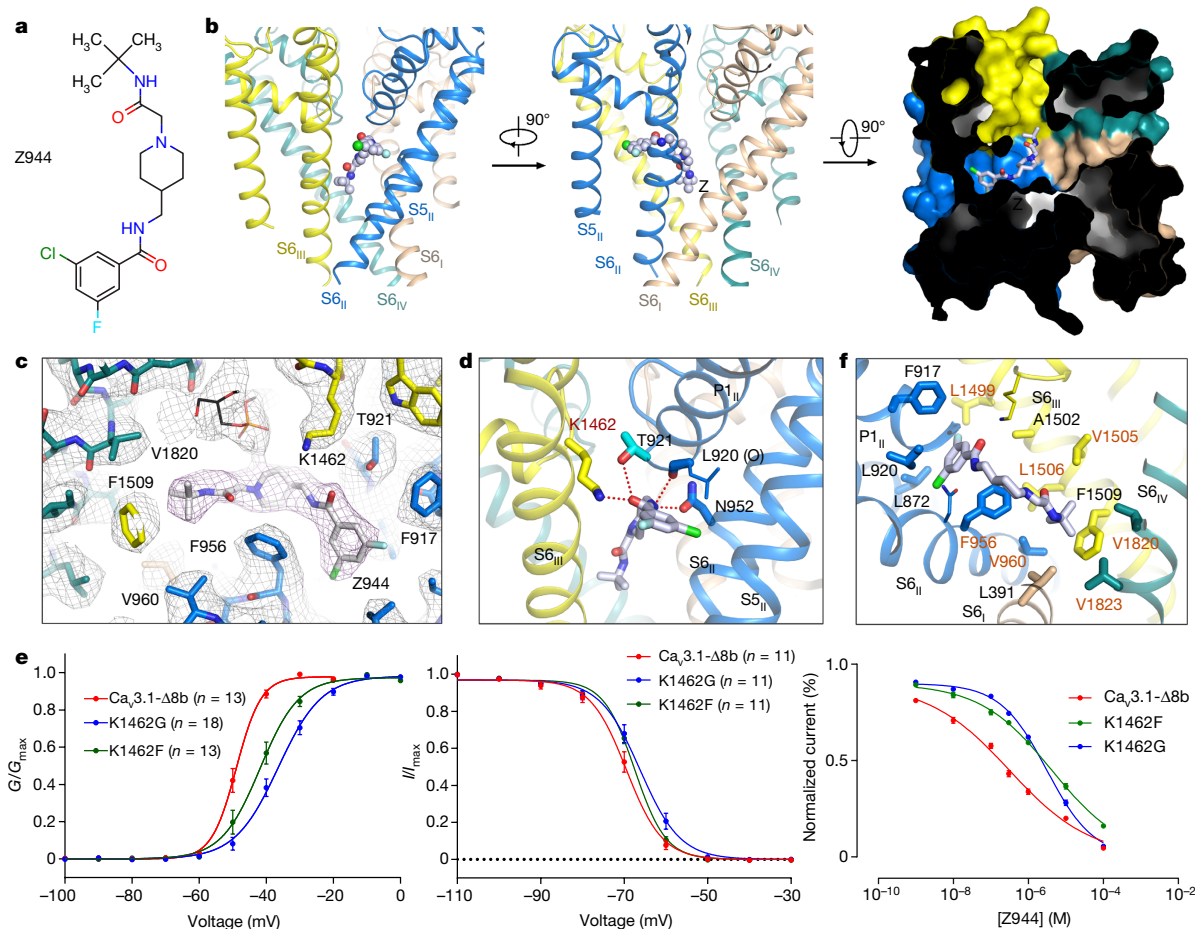 a
b
CH₃
H₃C
CH₃
H₃C
NH
O
N
Z944
HN
Cl
O
F
S6III
S6II
S6IV
S5II
S6I
90°
Z
S5II
S6II
S6I
S6III
S6IV
90°
Z
c
V1820
K1462
T921
F1509
F956
F917
V960
Z944
d
P1II
K1462
T921
L920 (O)
N952
S6III
S6II
S5II
f
F917
L1499
S6III
A1502
P1II
V1505
L920
L1506
S6IV
L872
F1509
F956
V960
V1820
S6II
L391
S6I
V1823
e
G/Gmax
1.0
0.8
0.6
0.4
0.2
0
Cav3.1-Δ8b (n = 13)
K1462G (n = 18)
K1462F (n = 13)
−100
−80
−60
−40
−20
0
Voltage (mV)
I/Imax
1.0
0.8
0.6
0.4
0.2
0
Cav3.1-Δ8b (n = 11)
K1462G (n = 11)
K1462F (n = 11)
−110
−90
−70
−50
−30
Voltage (mV)
Normalized current (%)
1.0
0.5
0
Cav3.1-Δ8b
K1462F
K1462G
10⁻¹⁰
10⁻⁸
10⁻⁶
10⁻⁴
10⁻²
[Z944] (M)